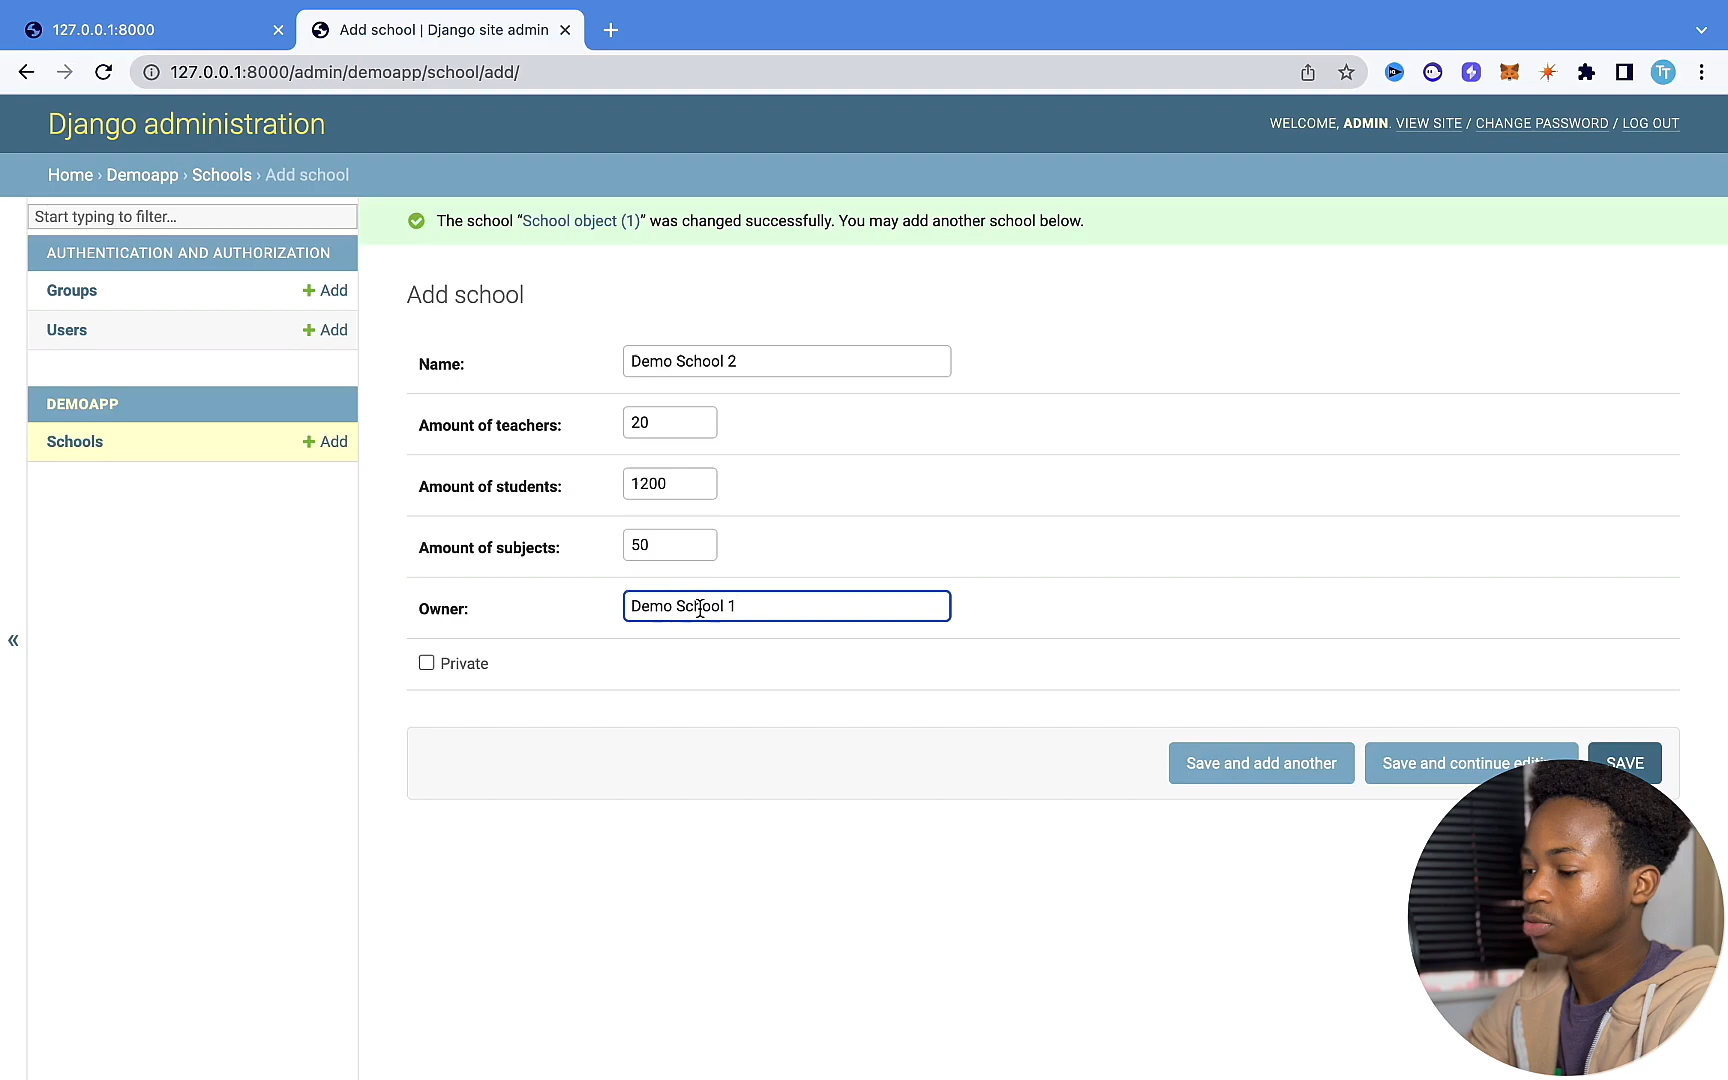 127.0.0.1:8000
Add school | Django site admin
127.0.0.1:8000/admin/demoapp/school/add/
TT
Django administration
WELCOME, ADMIN. VIEW SITE / CHANGE PASSWORD / LOG OUT
Home › Demoapp › Schools › Add school
Start typing to filter...
AUTHENTICATION AND AUTHORIZATION
Groups + Add
Users + Add
DEMOAPP
Schools + Add
«
The school “School object (1)” was changed successfully. You may add another school below.
Add school
Name: Demo School 2
Amount of teachers: 20
Amount of students: 1200
Amount of subjects: 50
Owner: Demo School 1
Private
Save and add another
Save and continue
SAVE